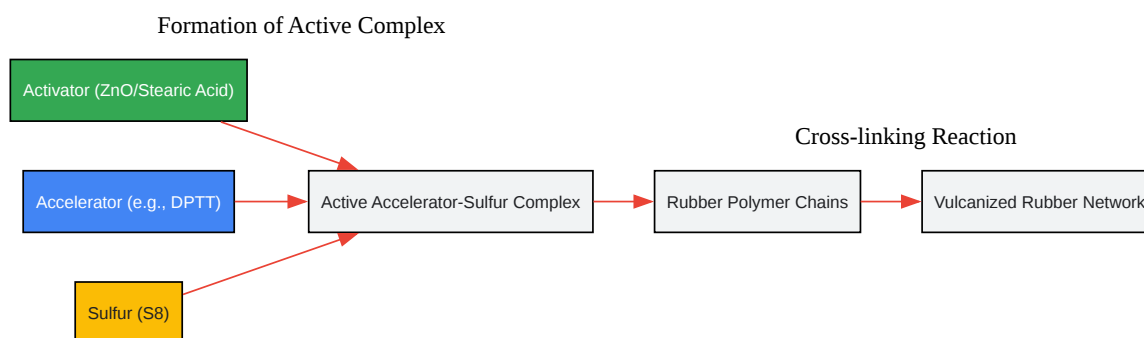 Formation of Active Complex
Activator (ZnO/Stearic Acid)
Cross-linking Reaction
Accelerator (e.g., DPTT)
Active Accelerator-Sulfur Complex
Rubber Polymer Chains
Vulcanized Rubber Network
Sulfur (S8)